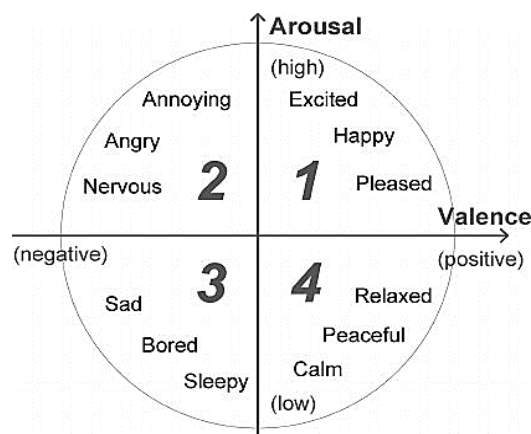 Arousal
(high)
Annoying
Excited
Angry
Happy
Nervous
2
1
Pleased
Valence
(negative)
(positive)
3
4
Sad
Relaxed
Bored
Peaceful
Sleepy
Calm
(low)